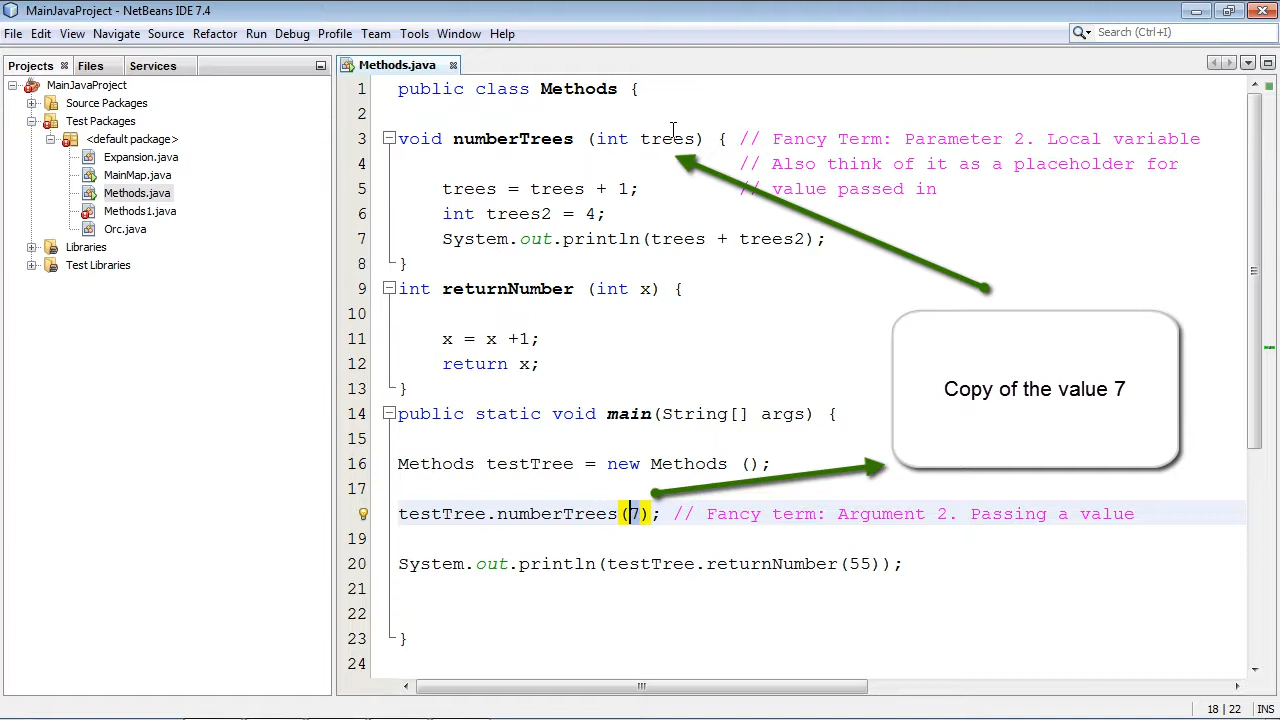 MainJavaProject - NetBeans IDE 7.4
File Edit View Navigate Source Refactor Run Debug Profile Team Tools Window Help
Search (Ctrl+I)
Projects Files Services
MainJavaProject
Source Packages
Test Packages
<default package>
Expansion.java
MainMap.java
Methods.java
Methods1.java
Orc.java
Libraries
Test Libraries
Methods.java
1 public class Methods {
2
3 void numberTrees (int trees) { // Fancy Term: Parameter 2. Local variable
4 // Also think of it as a placeholder for
5 trees = trees + 1; // value passed in
6 int trees2 = 4;
7 System.out.println(trees + trees2);
8 }
9 int returnNumber (int x) {
10
11 x = x +1;
12 return x;
13 }
14 public static void main(String[] args) {
15
16 Methods testTree = new Methods ();
17
testTree.numberTrees(7); // Fancy term: Argument 2. Passing a value
19
20 System.out.println(testTree.returnNumber(55));
21
22
23 }
24
Copy of the value 7
18 | 22 INS